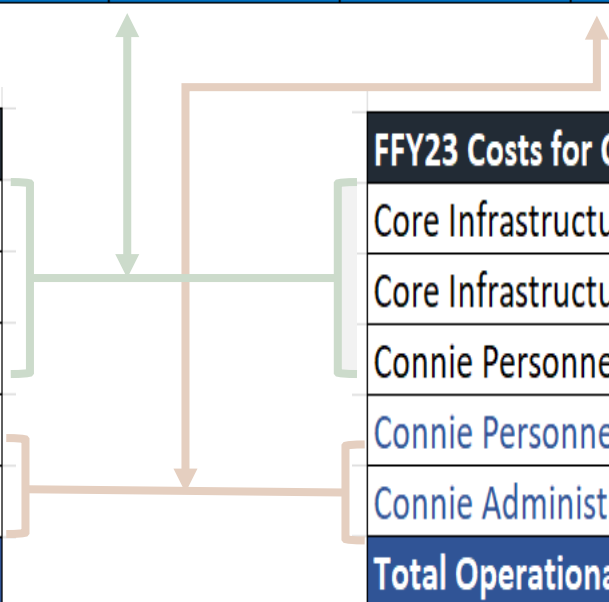 FFY23 Costs for
Core Infrastructu
Core Infrastructu
Connie Personne
Connie Personne
Connie Administ
Total Operationa